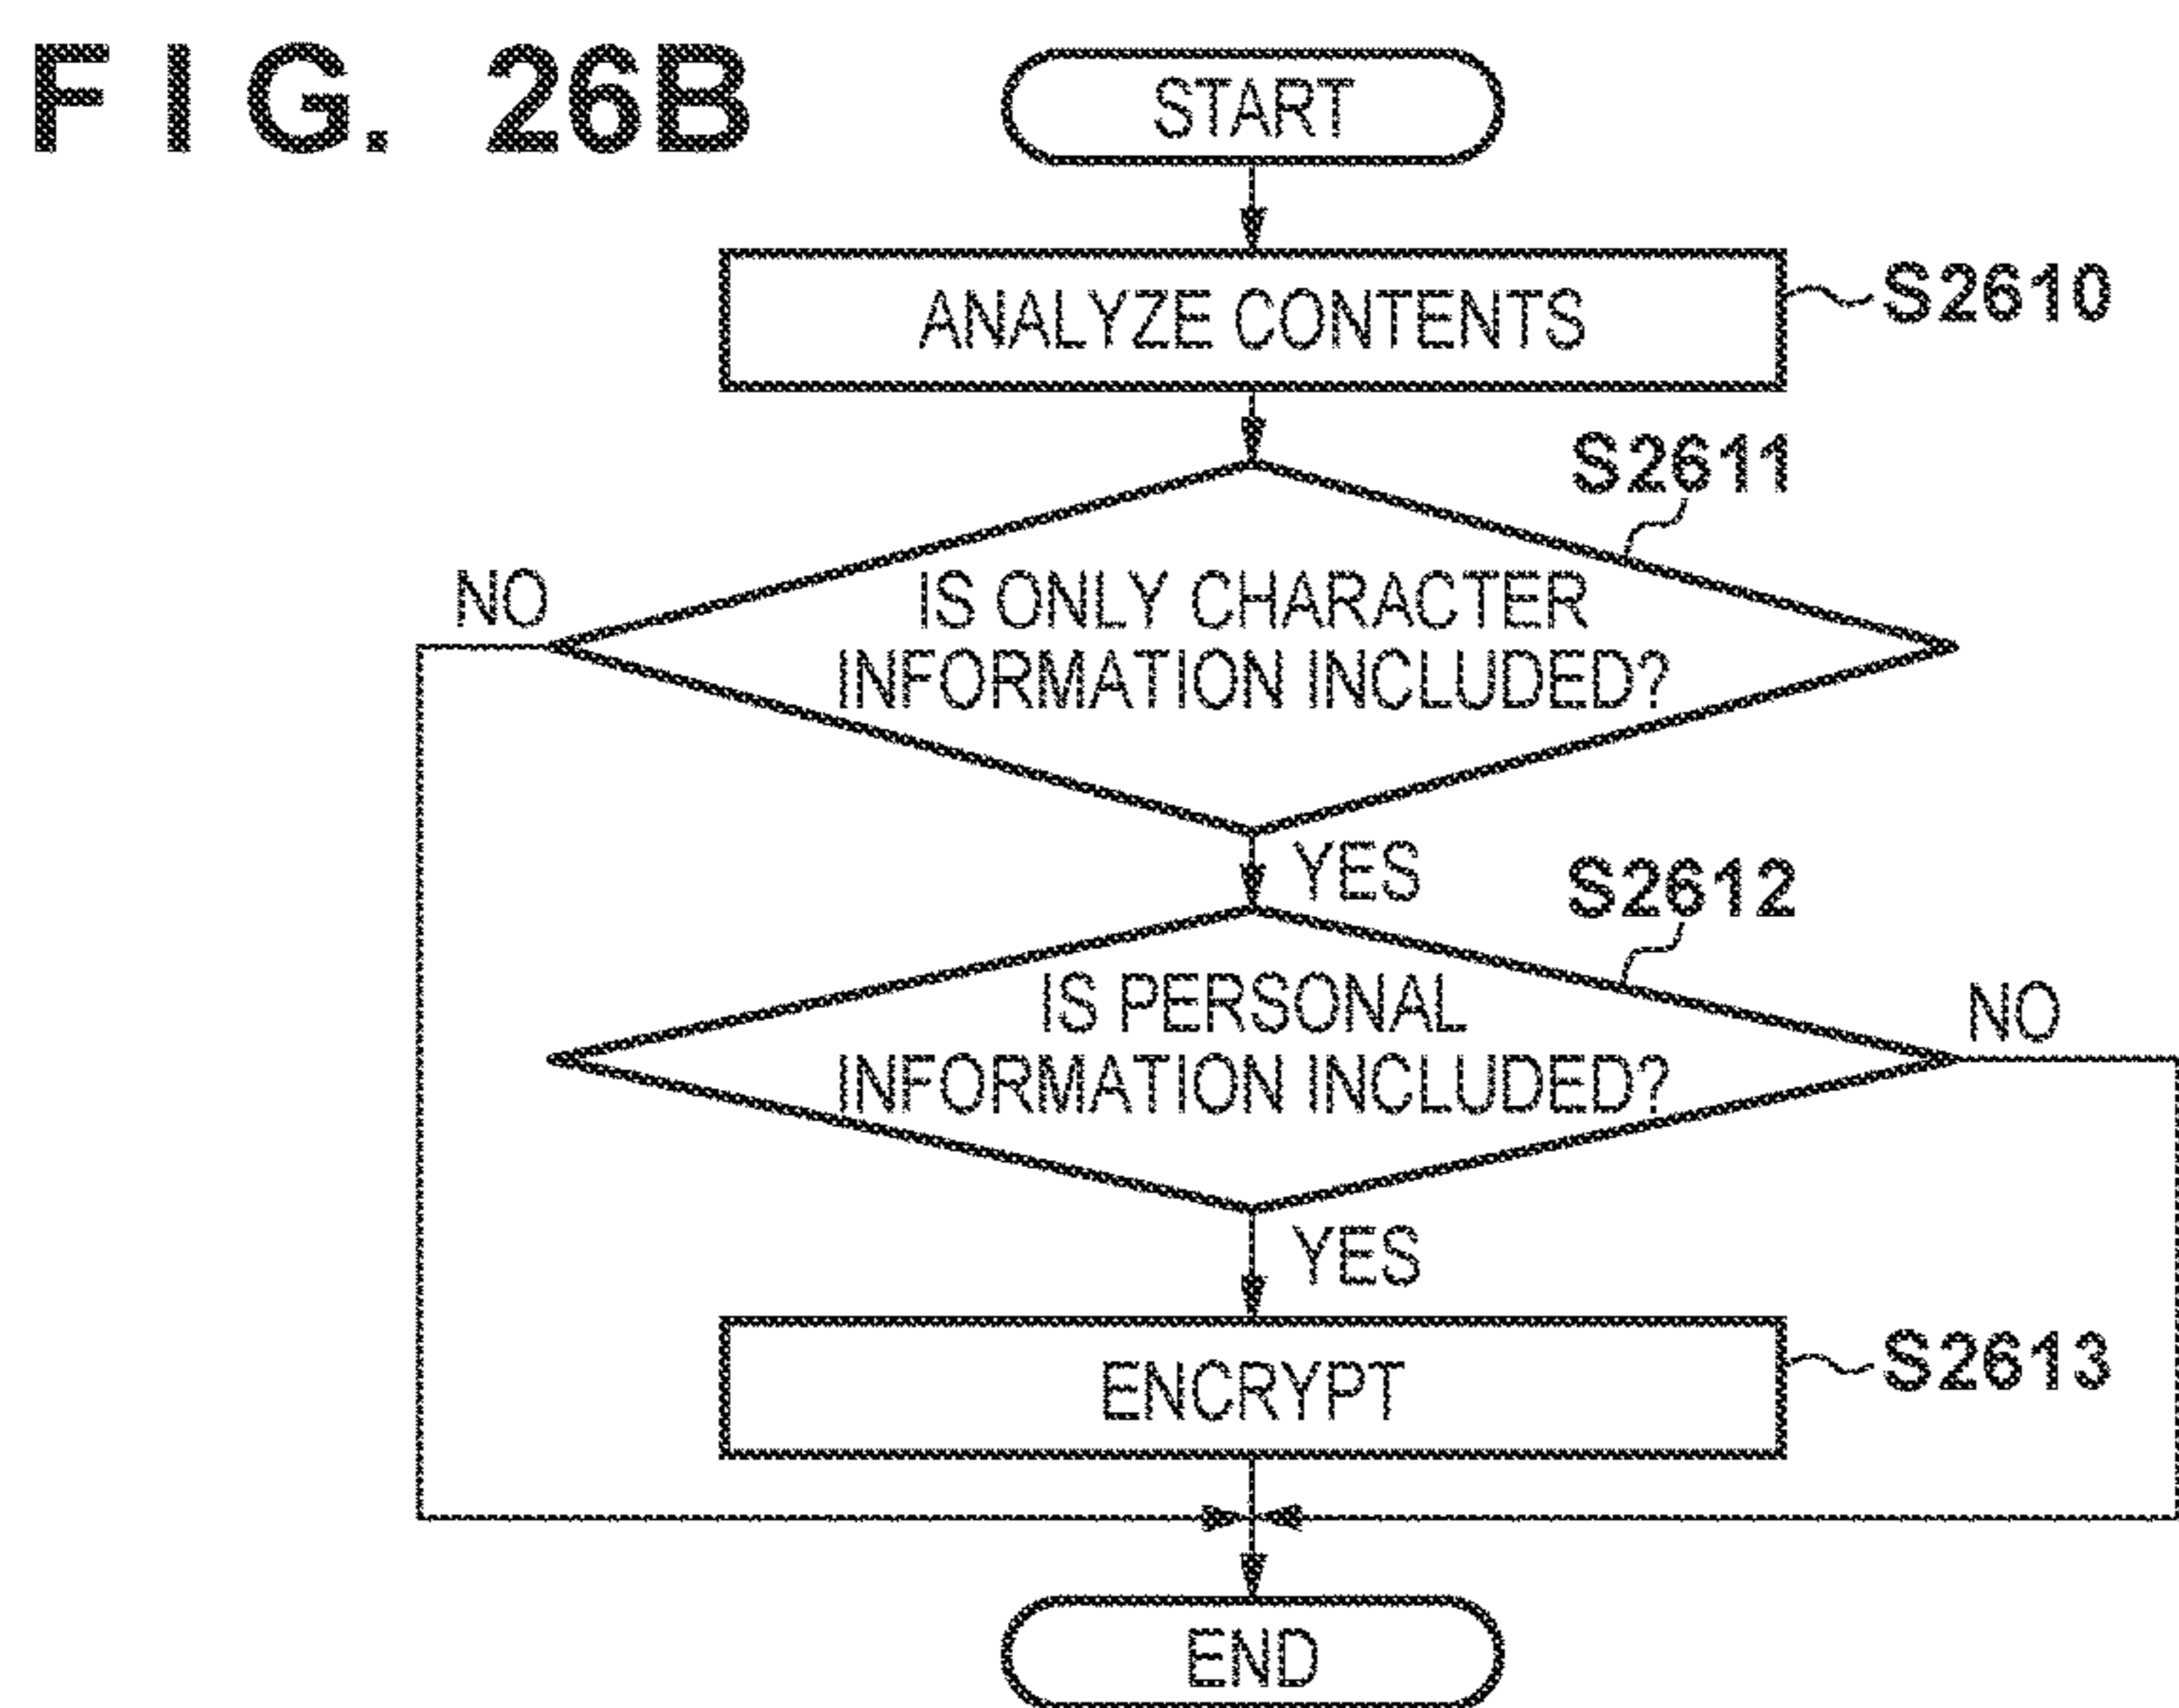 FIG. 26B
START
ANALYZE CONTENTS
S2610
S2611
IS ONLY CHARACTER
INFORMATION INCLUDED?
NO
YES
S2612
IS PERSONAL
INFORMATION INCLUDED?
NO
YES
ENCRYPT
S2613
END